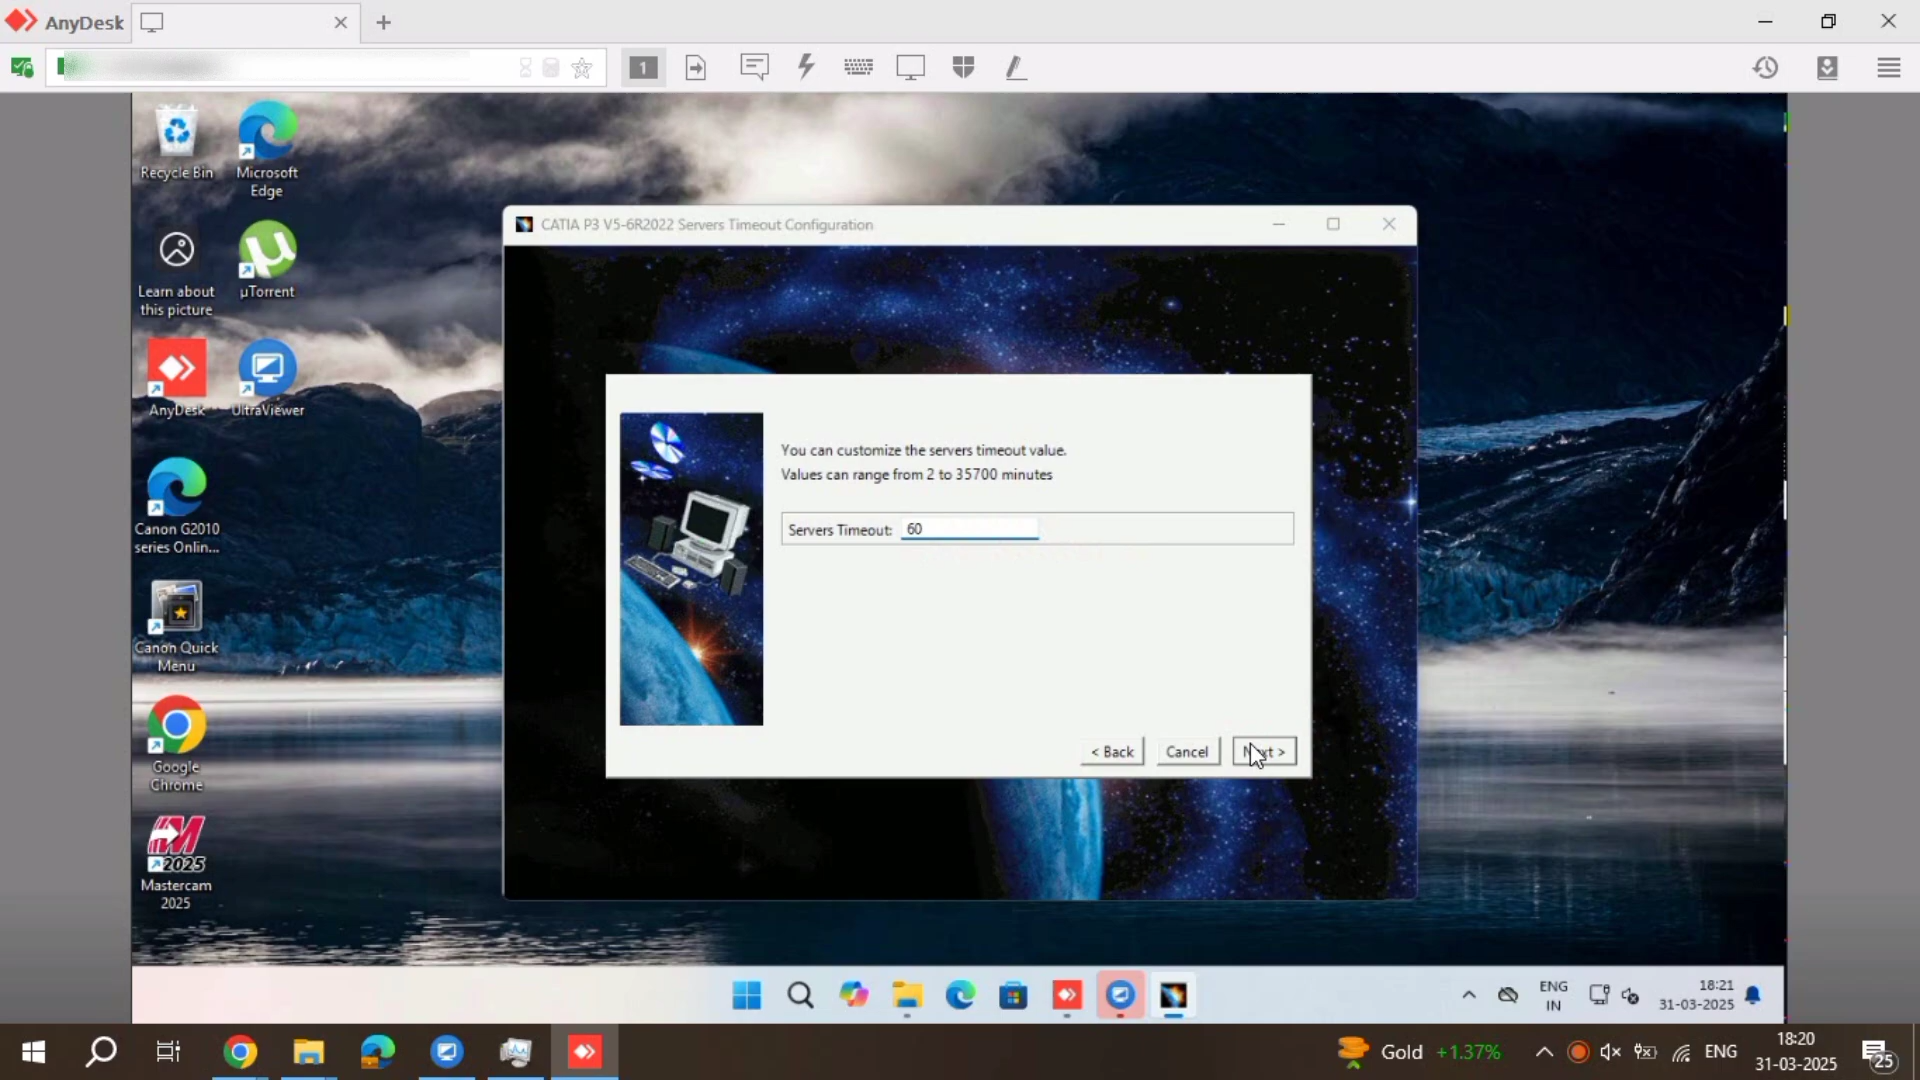 AnyDesk
1
Recycle Bin
Microsoft
Edge
Learn about
this picture
µTorrent
AnyDesk
UltraViewer
Canon G2010
series Onlin...
Canon Quick
Menu
Google
Chrome
2025
Mastercam
2025
CATIA P3 V5-6R2022 Servers Timeout Configuration
You can customize the servers timeout value.
Values can range from 2 to 35700 minutes
Servers Timeout: 60
< Back
Cancel
Next >
ENG
IN
18:21
31-03-2025
Gold +1.37%
ENG
18:20
31-03-2025
25